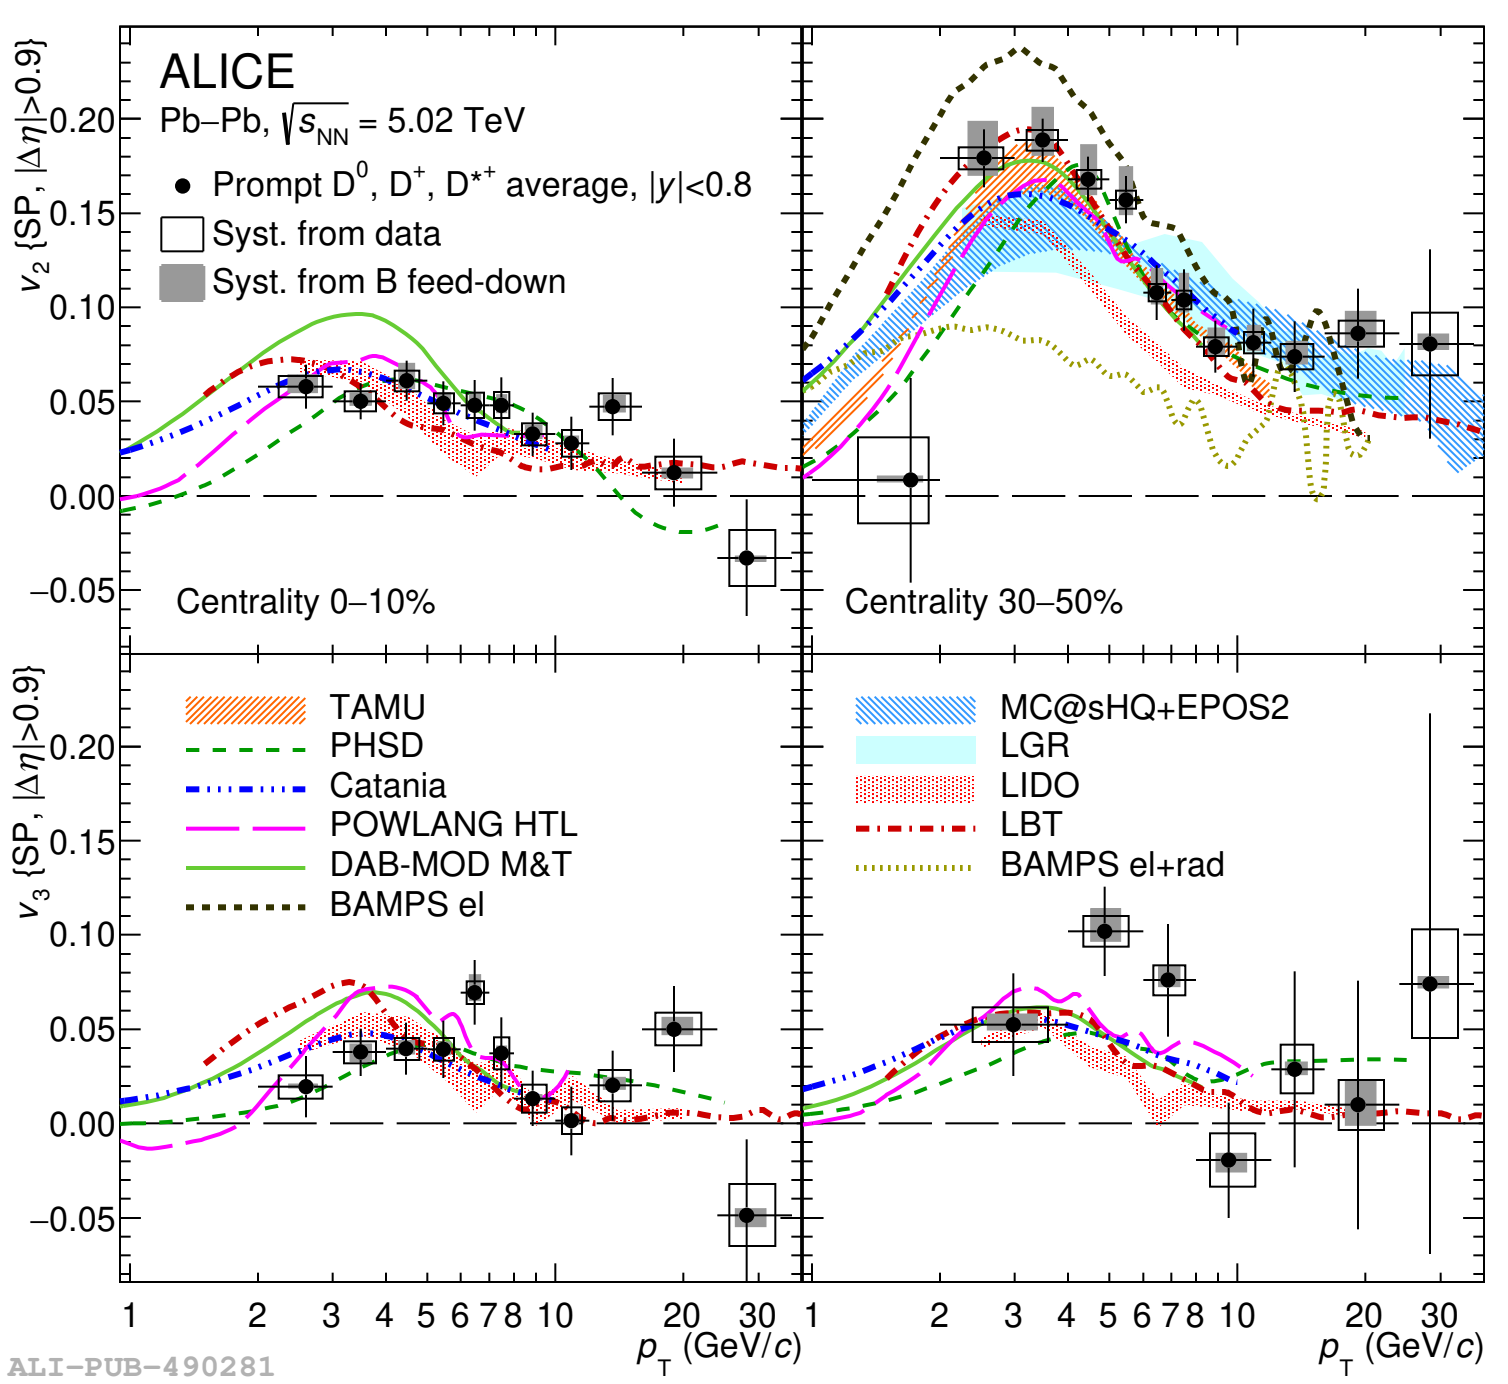 ALICE
Pb−Pb, √sNN = 5.02 TeV
Prompt D0, D+, D*+ average, |y|<0.8
Syst. from data
Syst. from B feed-down
v2 {SP, |Δη|>0.9}
0.20
0.15
0.10
0.05
0.00
−0.05
Centrality 0−10%
Centrality 30−50%
v3 {SP, |Δη|>0.9}
0.20
0.15
0.10
0.05
0.00
−0.05
TAMU
PHSD
Catania
POWLANG HTL
DAB-MOD M&T
BAMPS el
MC@sHQ+EPOS2
LGR
LIDO
LBT
BAMPS el+rad
1 2 3 4 5 6 7 8 10 20 30
1 2 3 4 5 6 7 8 10 20 30
pT (GeV/c)
pT (GeV/c)
ALI−PUB−490281